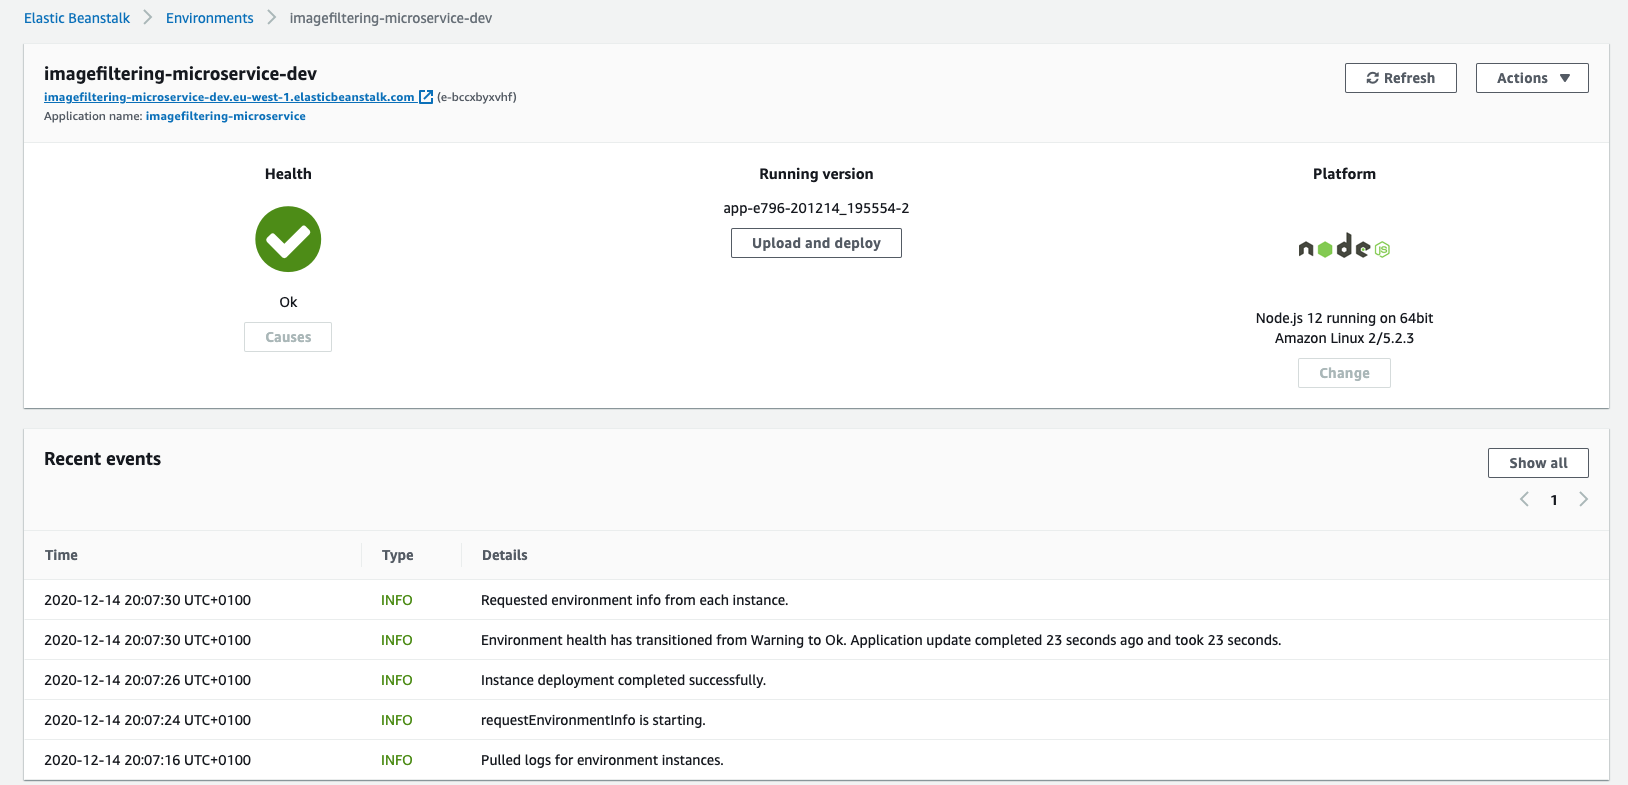 Elastic Beanstalk > Environments > imagefiltering-microservice-dev
imagefiltering-microservice-dev
Refresh
Actions
imagefiltering-microservice-dev.eu-west-1.elasticbeanstalk.com (e-bccxbyxvhf)
Application name: imagefiltering-microservice
Health
Ok
Causes
Running version
app-e796-201214_195554-2
Upload and deploy
Platform
node JS
Node.js 12 running on 64bit
Amazon Linux 2/5.2.3
Change
Recent events
Show all
1
Time Type Details
2020-12-14 20:07:30 UTC+0100 INFO Requested environment info from each instance.
2020-12-14 20:07:30 UTC+0100 INFO Environment health has transitioned from Warning to Ok. Application update completed 23 seconds ago and took 23 seconds.
2020-12-14 20:07:26 UTC+0100 INFO Instance deployment completed successfully.
2020-12-14 20:07:24 UTC+0100 INFO requestEnvironmentInfo is starting.
2020-12-14 20:07:16 UTC+0100 INFO Pulled logs for environment instances.